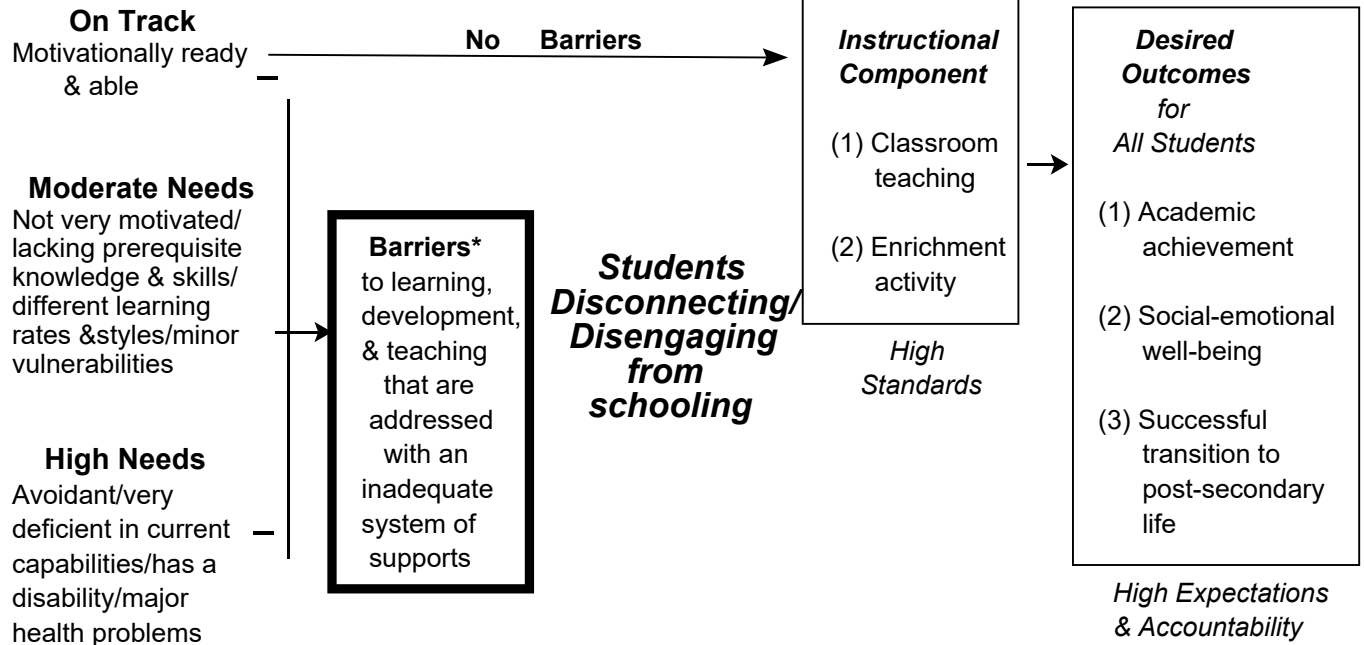 On Track
Motivationally ready
& able
No Barriers
Moderate Needs
Not very motivated/
lacking prerequisite
knowledge & skills/
different learning
rates &styles/minor
vulnerabilities
High Needs
Avoidant/very
deficient in current
capabilities/has a
disability/major
health problems
Barriers*
to learning,
development,
& teaching
that are
addressed
with an
inadequate
system of
supports
Students
Disconnecting/
Disengaging
from
schooling
Instructional
Component
(1) Classroom
teaching
(2) Enrichment
activity
High
Standards
Desired
Outcomes
for
All Students
(1) Academic
achievement
(2) Social-emotional
well-being
(3) Successful
transition to
post-secondary
life
High Expectations
& Accountability